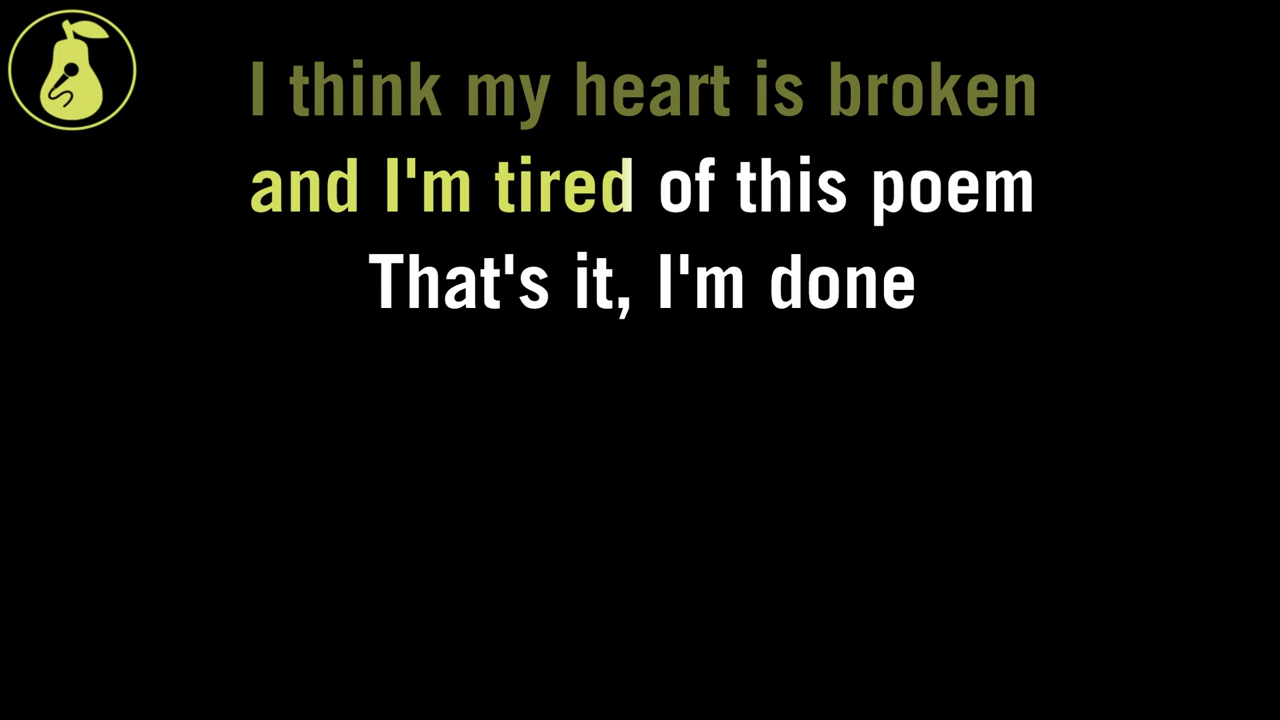 I think my heart is broken
and I'm tired of this poem
That's it, I'm done